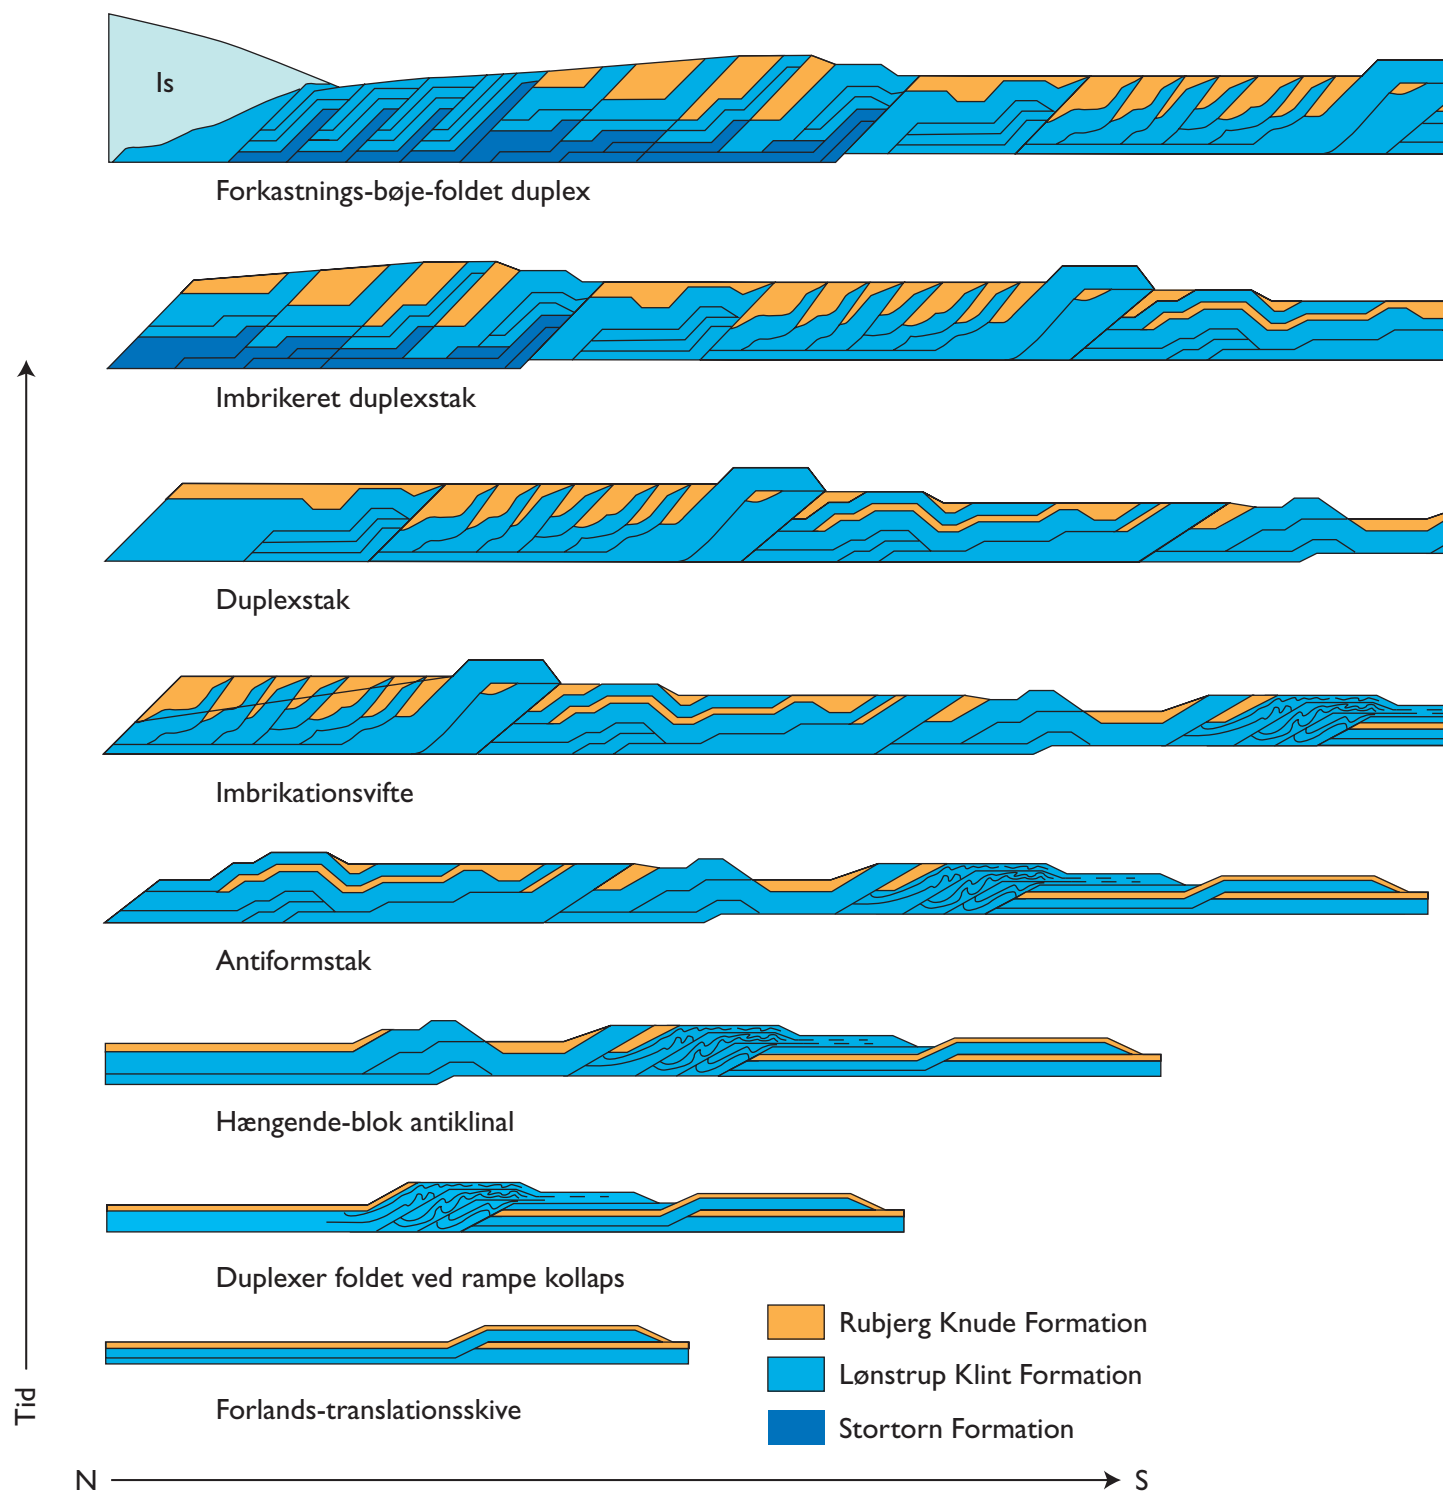 Is
Forkastnings-bøje-foldet duplex
Imbrikeret duplexstak
Duplexstak
Imbrikationsvifte
Antiformstak
Hængende-blok antiklinal
Duplexer foldet ved rampe kollaps
Rubjerg Knude Formation
Lønstrup Klint Formation
Forlands-translationsskive
Stortorn Formation
Tid
N
S